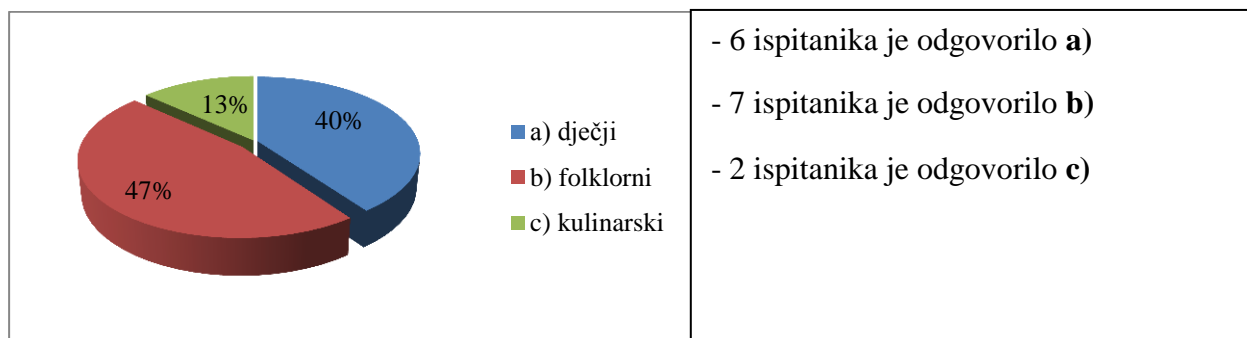 13%
40%
47%
a) dječji
b) folklorni
c) kulinarski
- 6 ispitanika je odgovorilo a)
- 7 ispitanika je odgovorilo b)
- 2 ispitanika je odgovorilo c)